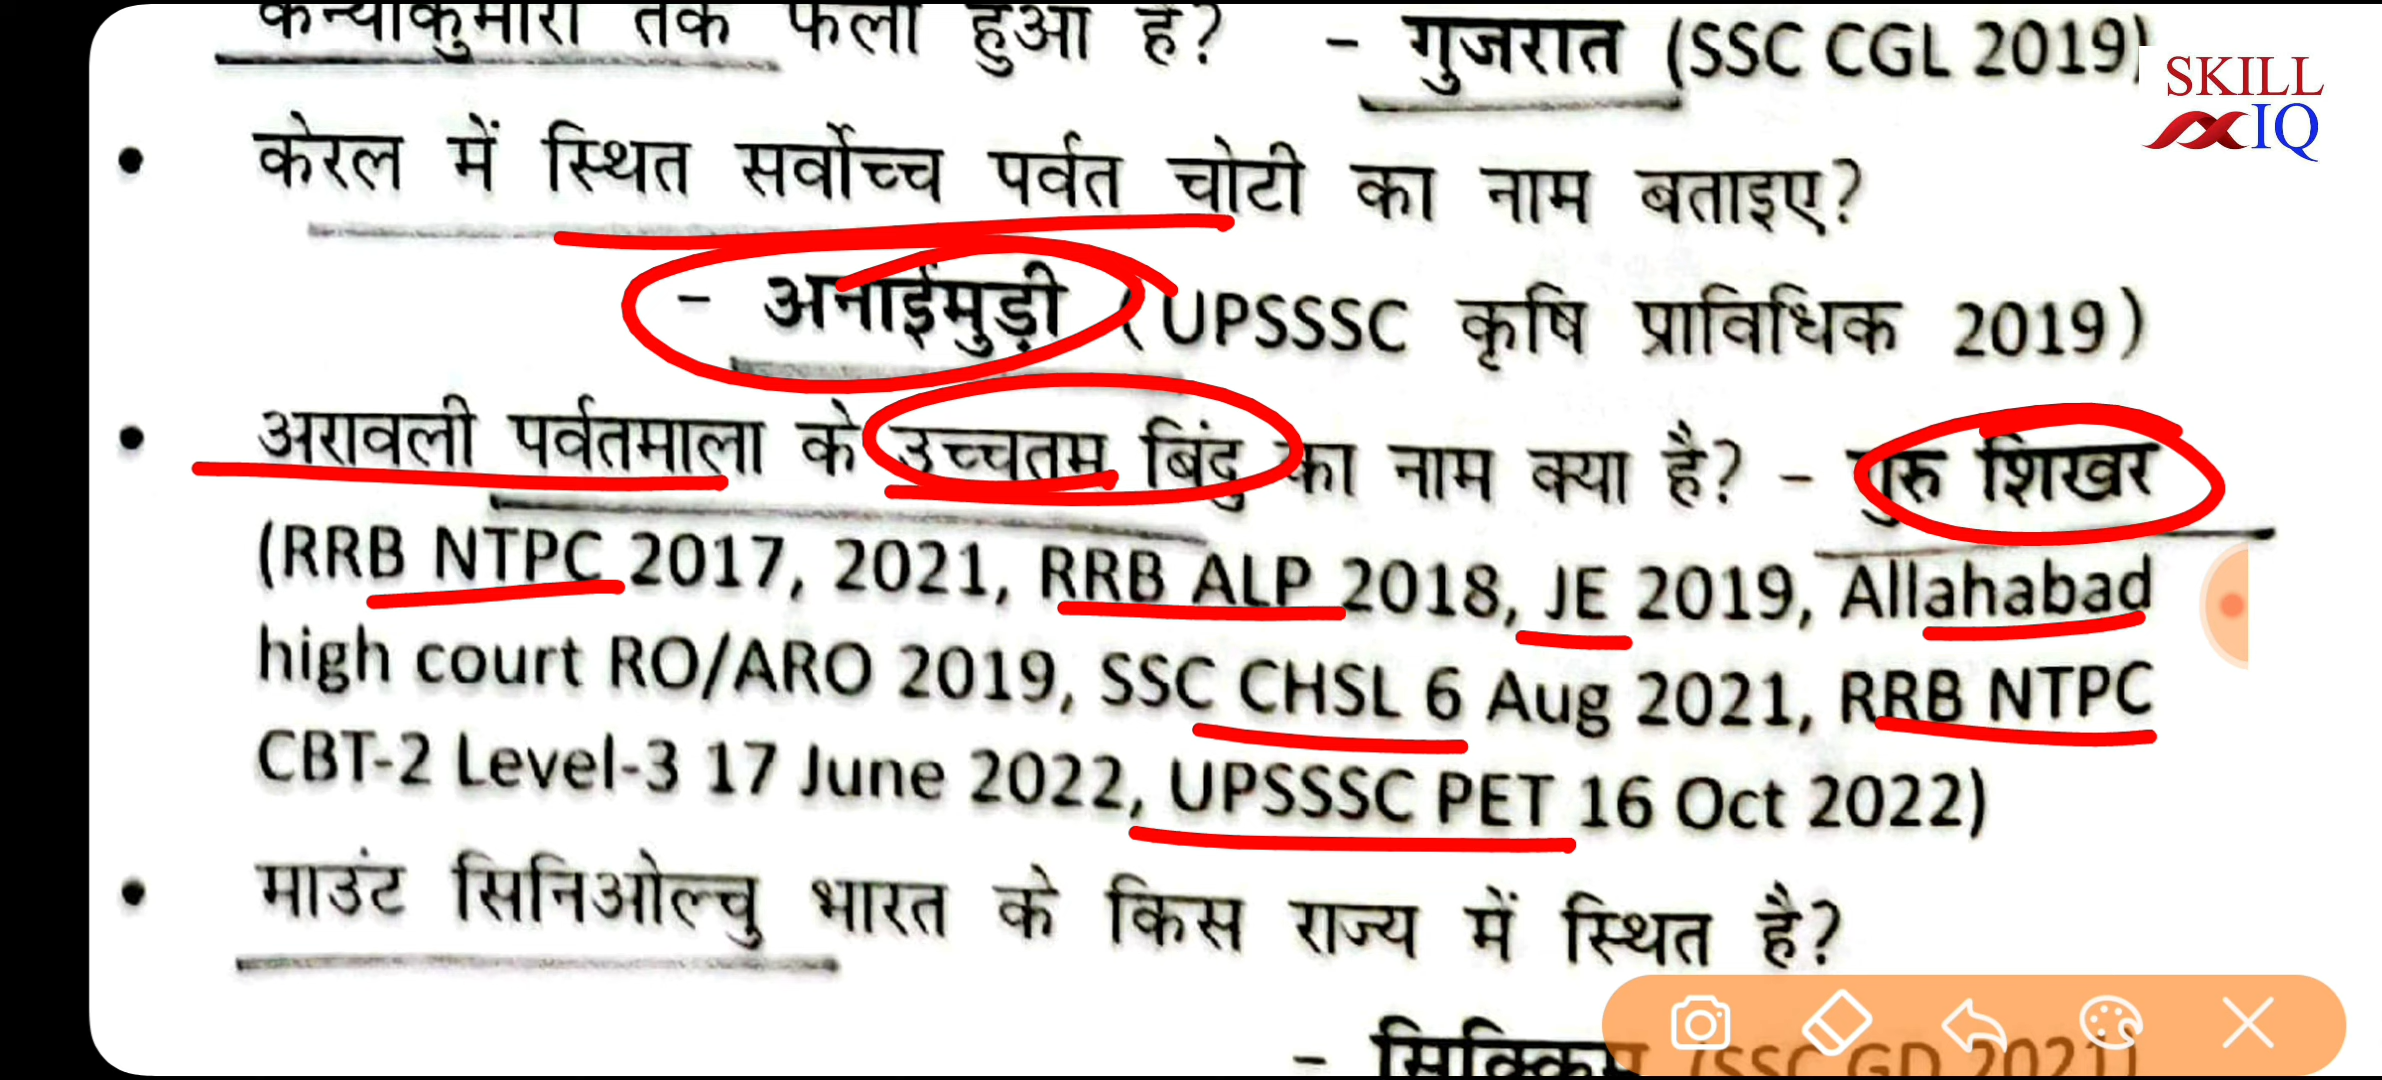 कन्याकुमारी तक फैला हुआ है? - गुजरात (SSC CGL 2019)
SKILL
IQ
• केरल में स्थित सर्वोच्च पर्वत चोटी का नाम बताइए?
- अनाईमुड़ी (UPSSSC कृषि प्राविधिक 2019)
• अरावली पर्वतमाला के उच्चतम बिंदु का नाम क्या है? - गुरु शिखर
(RRB NTPC 2017, 2021, RRB ALP 2018, JE 2019, Allahabad
high court RO/ARO 2019, SSC CHSL 6 Aug 2021, RRB NTPC
CBT-2 Level-3 17 June 2022, UPSSSC PET 16 Oct 2022)
• माउंट सिनिओल्चु भारत के किस राज्य में स्थित है?
- सिक्किम (SSC GD 2021)